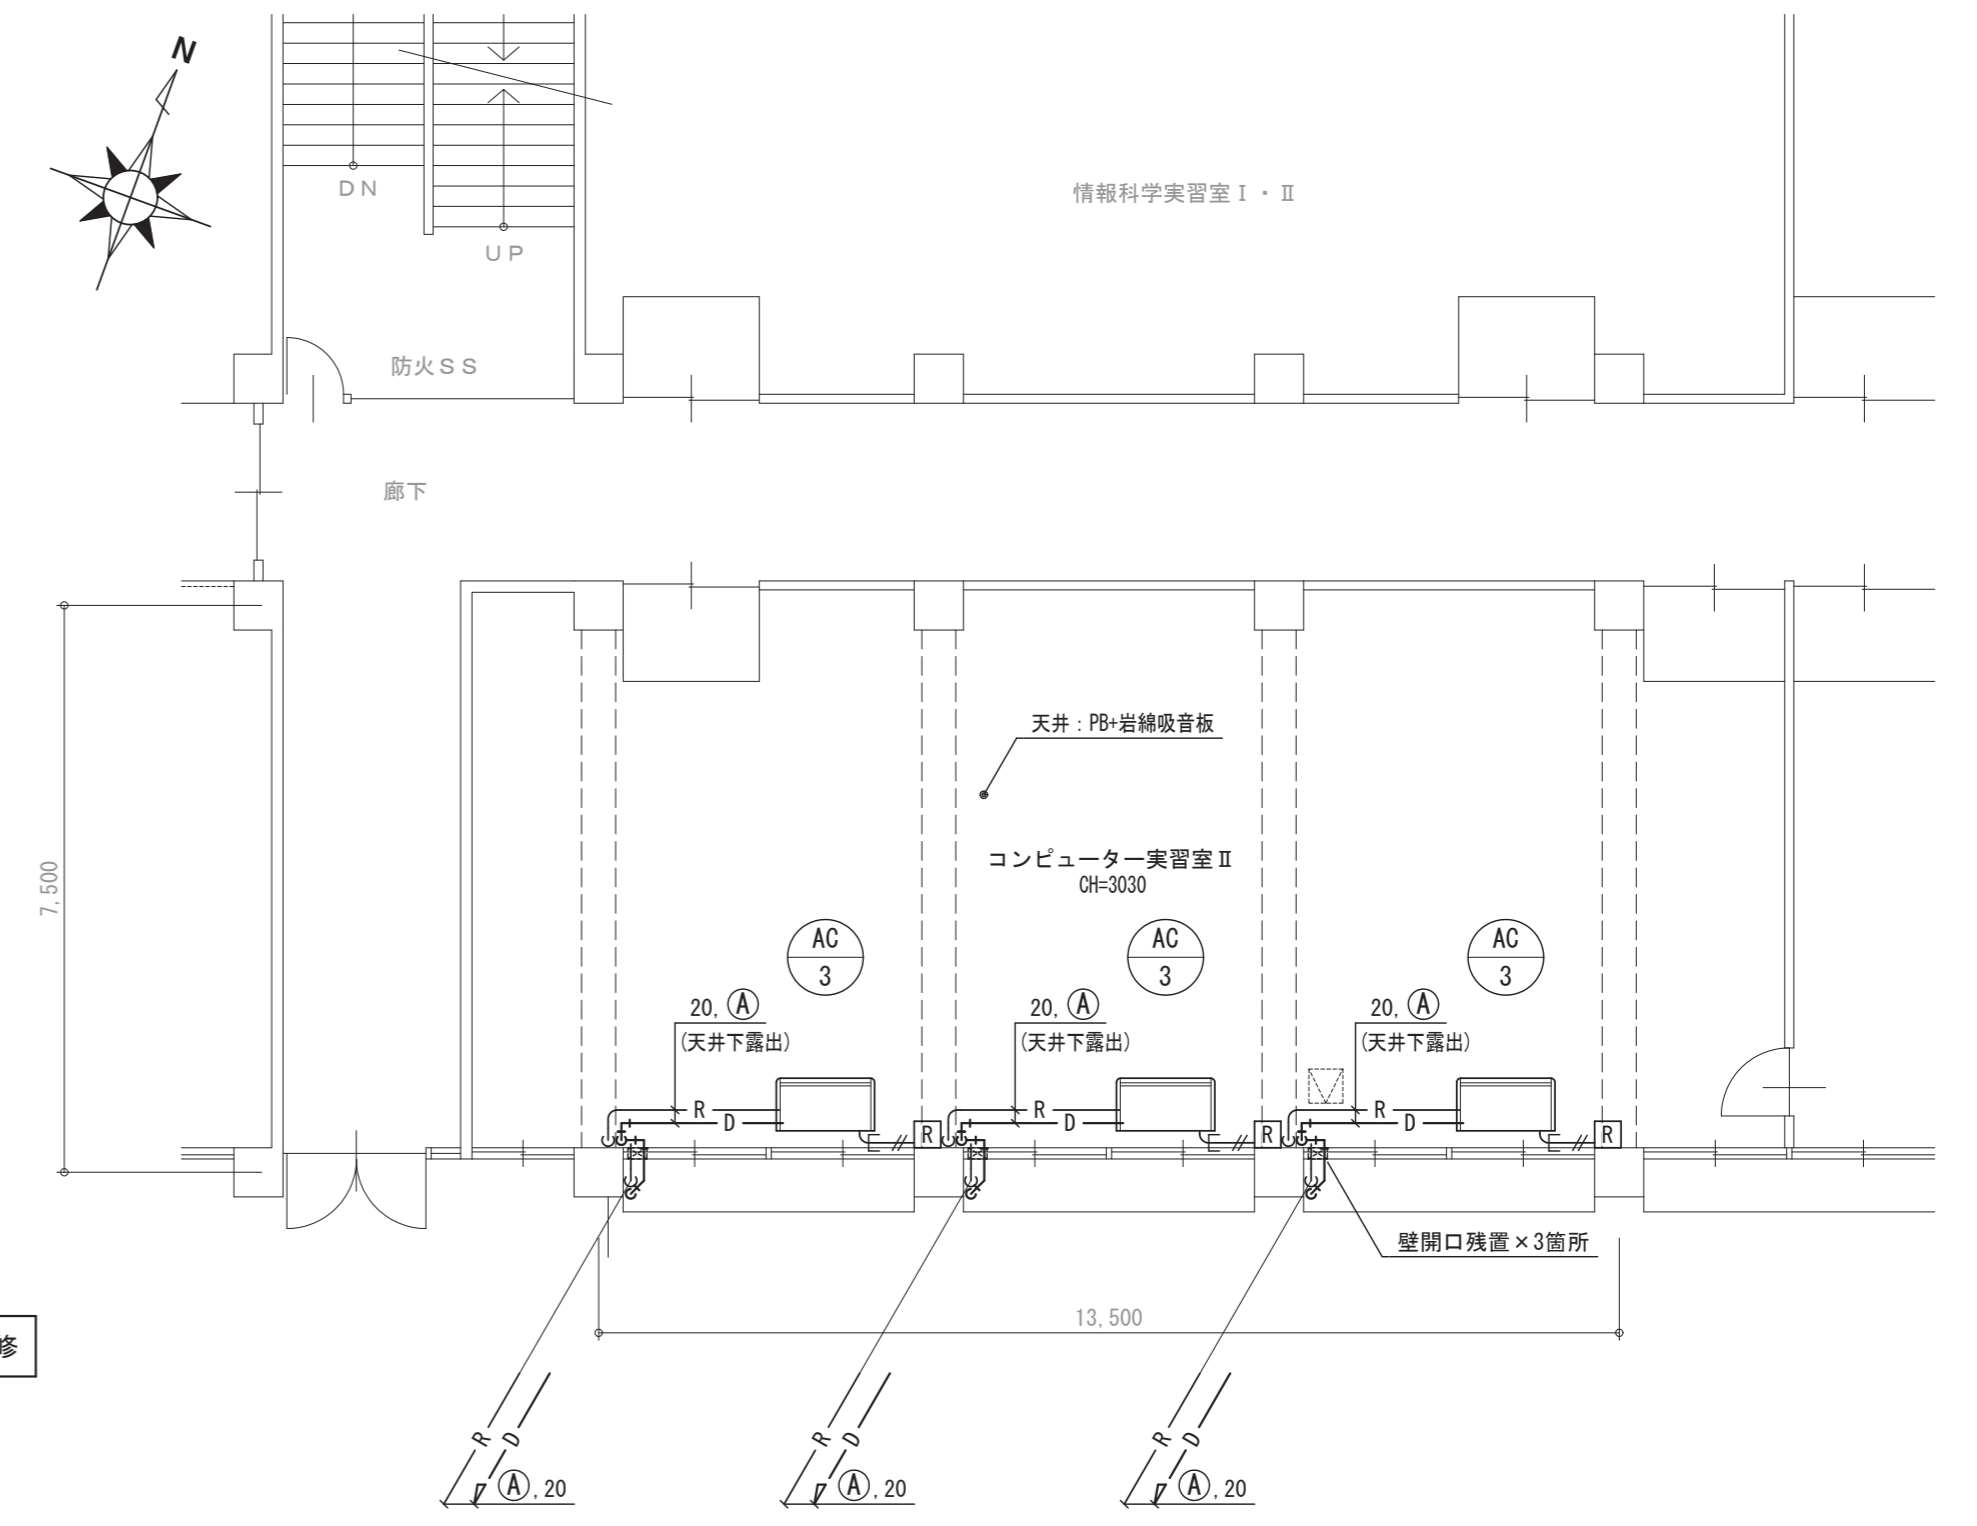 N
DN
UP
情報科学実習室Ⅰ・Ⅱ
防火SS
廊下
天井：PB+岩綿吸音板
コンピューター実習室Ⅱ
CH=3030
7,500
AC
3
AC
3
AC
3
20, Ⓐ
(天井下露出)
20, Ⓐ
(天井下露出)
20, Ⓐ
(天井下露出)
R
D
R
R
D
R
R
D
R
壁開口残置×3箇所
13,500
修
R
D
Ⓐ, 20
R
D
Ⓐ, 20
R
D
Ⓐ, 20